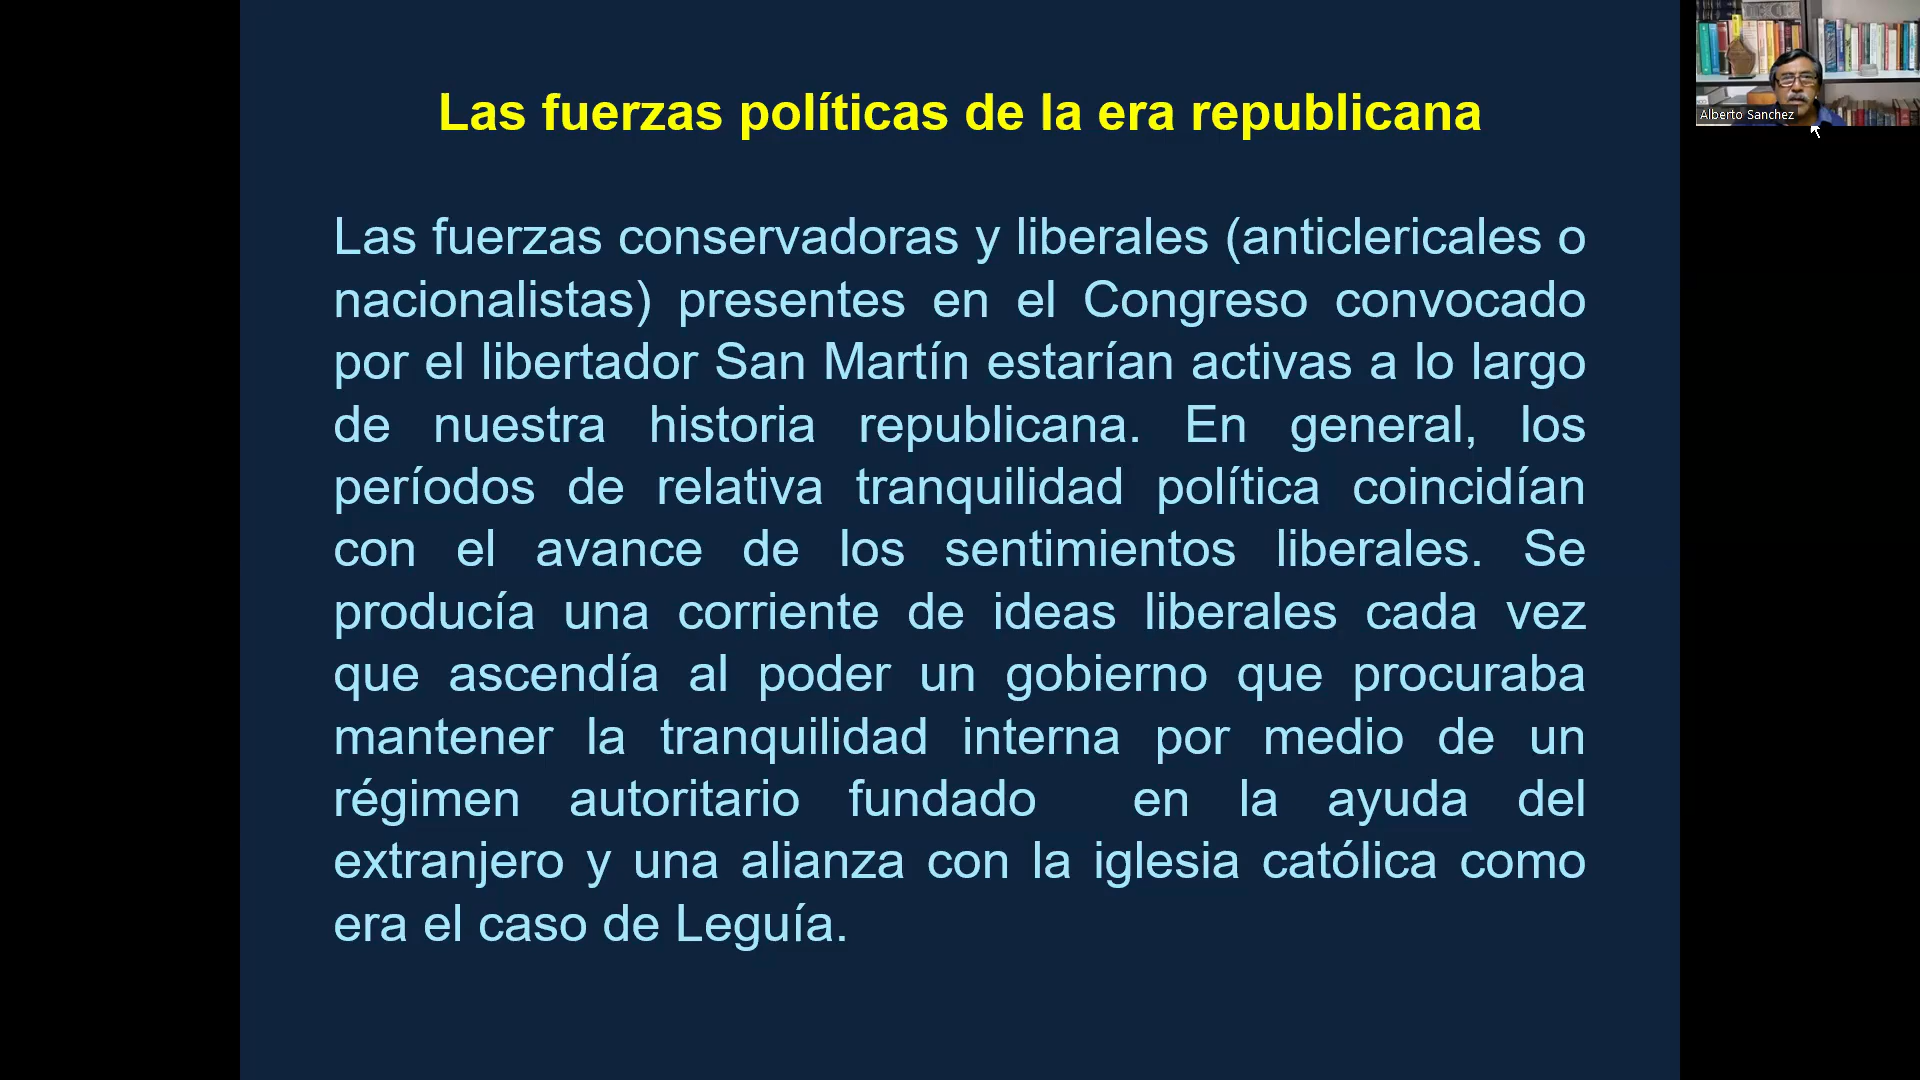 Las fuerzas políticas de la era republicana
Las fuerzas conservadoras y liberales (anticlericales o
nacionalistas) presentes en el Congreso convocado
por el libertador San Martín estarían activas a lo largo
de nuestra historia republicana. En general, los
períodos de relativa tranquilidad política coincidían
con el avance de los sentimientos liberales. Se
producía una corriente de ideas liberales cada vez
que ascendía al poder un gobierno que procuraba
mantener la tranquilidad interna por medio de un
régimen autoritario fundado en la ayuda del
extranjero y una alianza con la iglesia católica como
era el caso de Leguía.
Alberto Sanchez